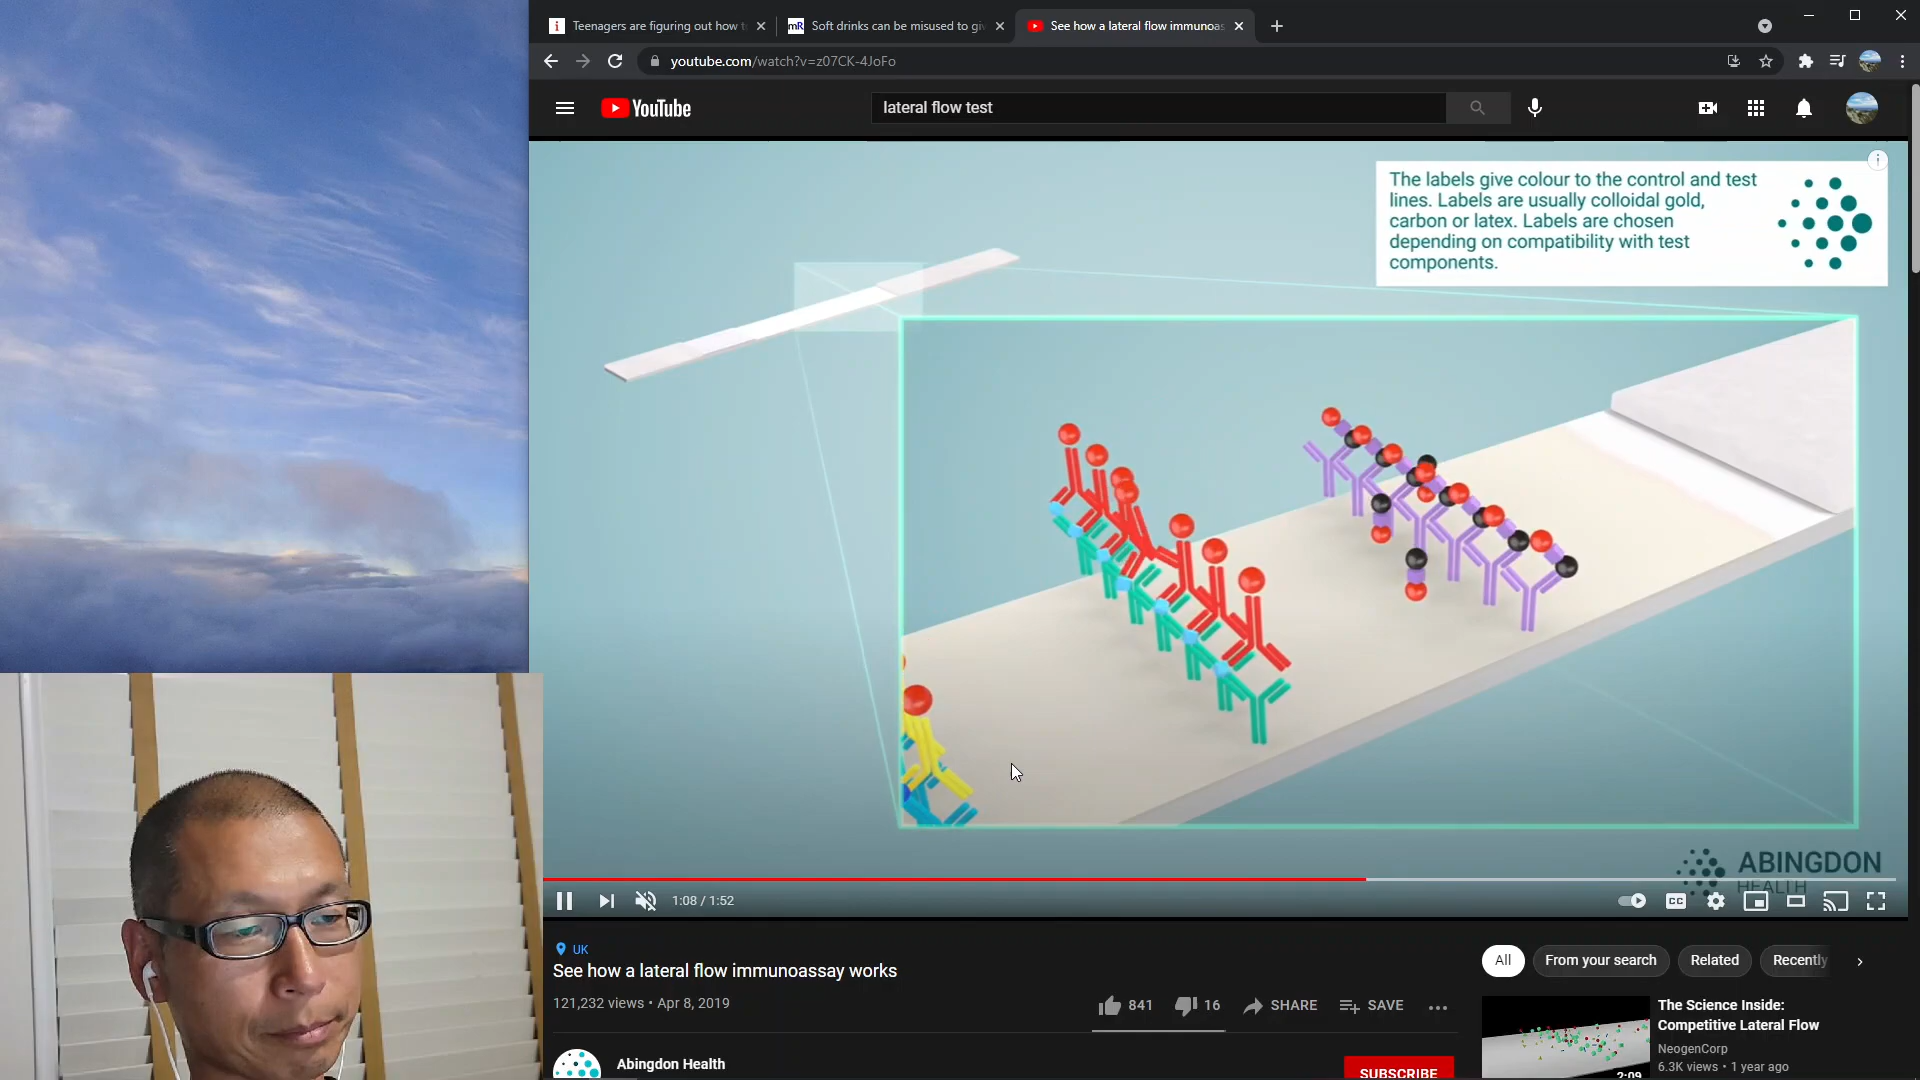 Teenagers are figuring out how t
Soft drinks can be misused to gi
See how a lateral flow immunoas
youtube.com/watch?v=z07CK-4JoFo
YouTube
lateral flow test
The labels give colour to the control and test
lines. Labels are usually colloidal gold,
carbon or latex. Labels are chosen
depending on compatibility with test
components.
ABINGDON
HEALTH
1:08 / 1:52
CC
UK
See how a lateral flow immunoassay works
121,232 views • Apr 8, 2019
841
16
SHARE
SAVE
Abingdon Health
SUBSCRIBE
All
From your search
Related
Recently
The Science Inside:
Competitive Lateral Flow
NeogenCorp
6.3K views • 1 year ago
2:09